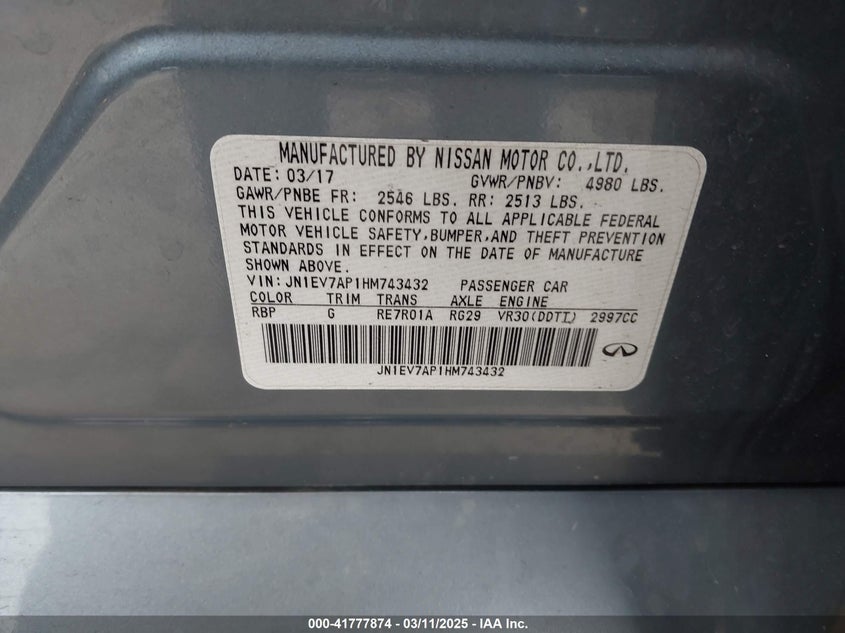 MANUFACTURED BY NISSAN MOTOR CO.,LTD.
DATE: 03/17 GVWR/PNBV: 4980 LBS.
GAWR/PNBE FR: 2546 LBS. RR: 2513 LBS.
THIS VEHICLE CONFORMS TO ALL APPLICABLE FEDERAL
MOTOR VEHICLE SAFETY,BUMPER,AND THEFT PREVENTION
STANDARDS IN EFFECT ON THE DATE OF MANUFACTURE
SHOWN ABOVE.
VIN:JN1EV7AP1HM743432 PASSENGER CAR
COLOR TRIM TRANS AXLE ENGINE
RBP G RE7R01A RG29 VR30(DDTT) 2997CC
JN1EV7AP1HM743432
000-41777874 - 03/11/2025 - IAA Inc.